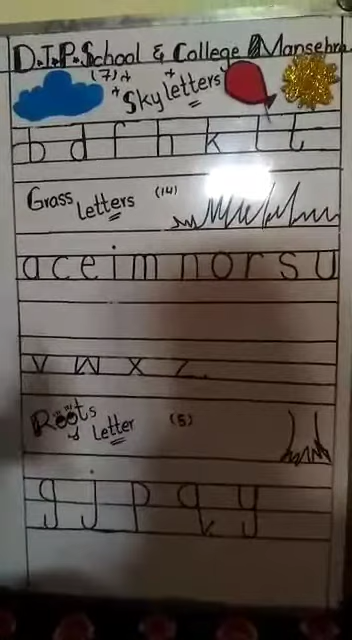 D.I.P.School & College Mansehra
(7)
Sky letters
b d f h k l t
Grass letters (14)
a c e i m n o r s u
v w x z
Roots letter (5)
g j p q y